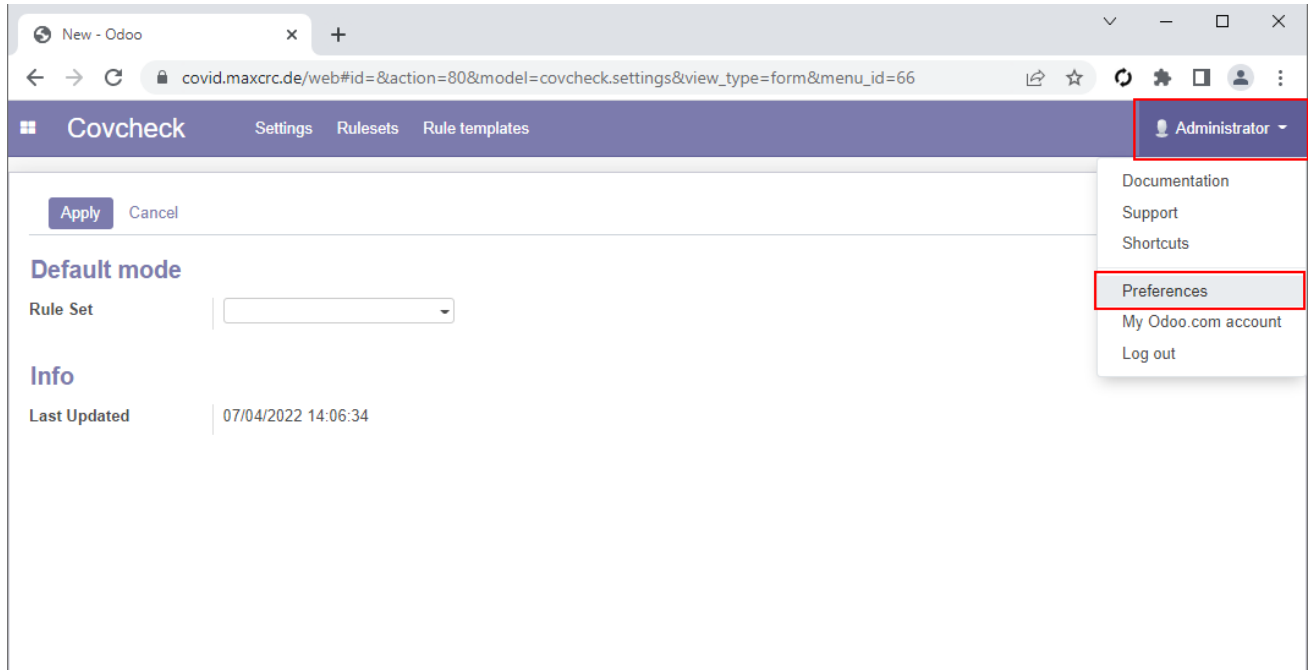 New - Odoo
covid.maxcrc.de/web#id=&action=80&model=covcheck.settings&view_type=form&menu_id=66
Covcheck Settings Rulesets Rule templates Administrator
Documentation
Apply Cancel
Support
Shortcuts
Default mode
Preferences
Rule Set
My Odoo.com account
Log out
Info
Last Updated 07/04/2022 14:06:34